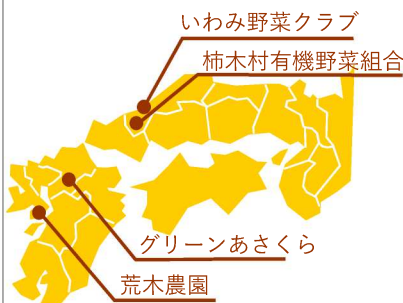 いわみ野菜クラブ
柿木村有機野菜組合
グリーンあさくら
荒木農園